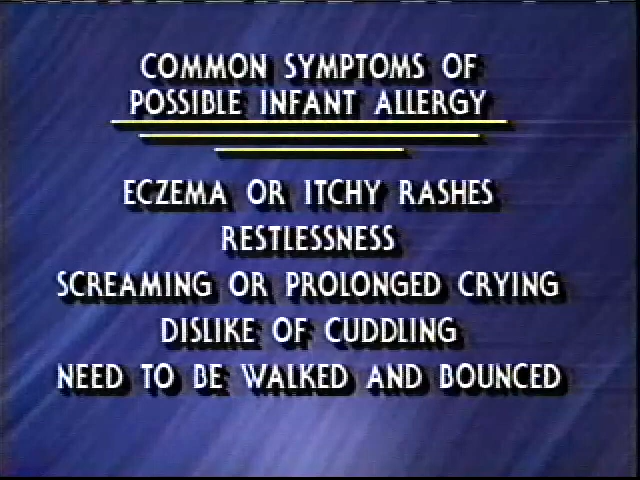 COMMON SYMPTOMS OF
POSSIBLE INFANT ALLERGY
ECZEMA OR ITCHY RASHES
RESTLESSNESS
SCREAMING OR PROLONGED CRYING
DISLIKE OF CUDDLING
NEED TO BE WALKED AND BOUNCED